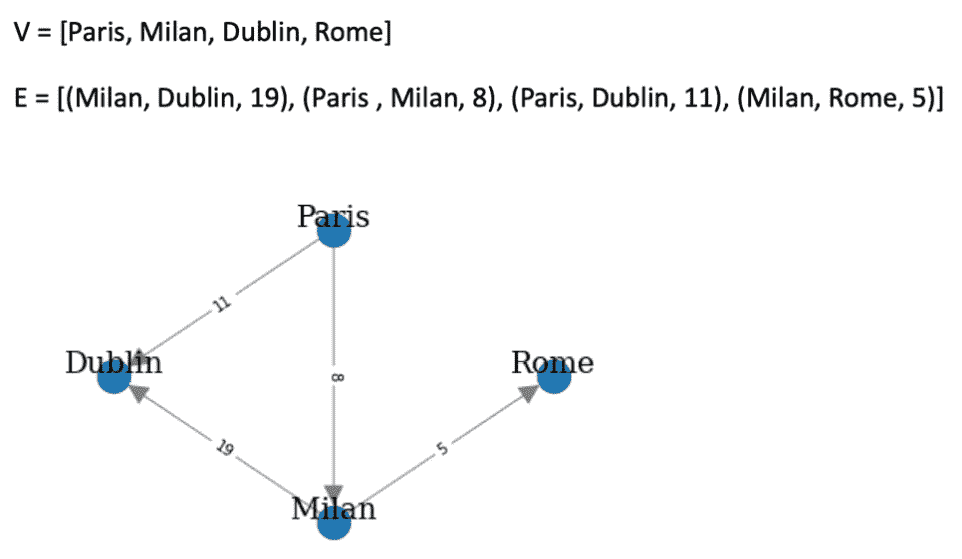 V = [Paris, Milan, Dublin, Rome]
E = [(Milan, Dublin, 19), (Paris , Milan, 8), (Paris, Dublin, 11), (Milan, Rome, 5)]
Paris
11
Dublin
Rome
8
19
5
Milan